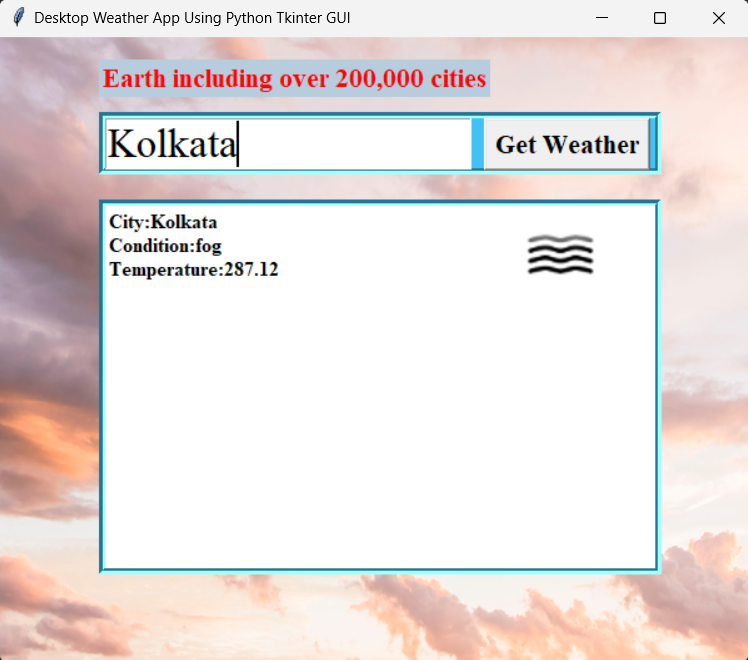 Desktop Weather App Using Python Tkinter GUI
Earth including over 200,000 cities
Kolkata
Get Weather
City:Kolkata
Condition:fog
Temperature:287.12